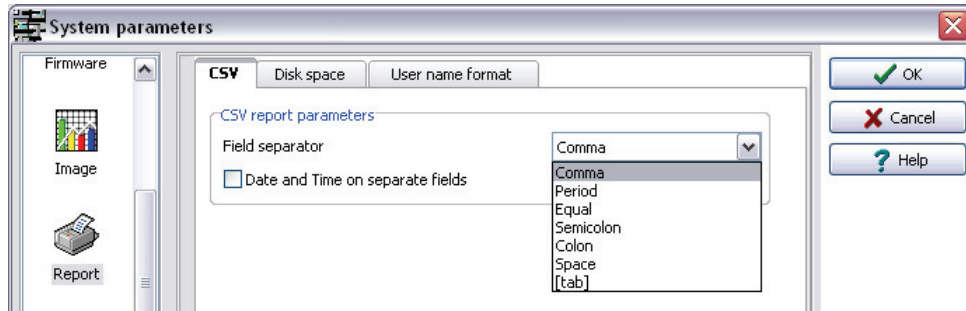 System parameters
Firmware
Image
Report
CSV
Disk space
User name format
CSV report parameters
Field separator
Comma
Date and Time on separate fields
Comma
Period
Equal
Semicolon
Colon
Space
[tab]
OK
Cancel
Help